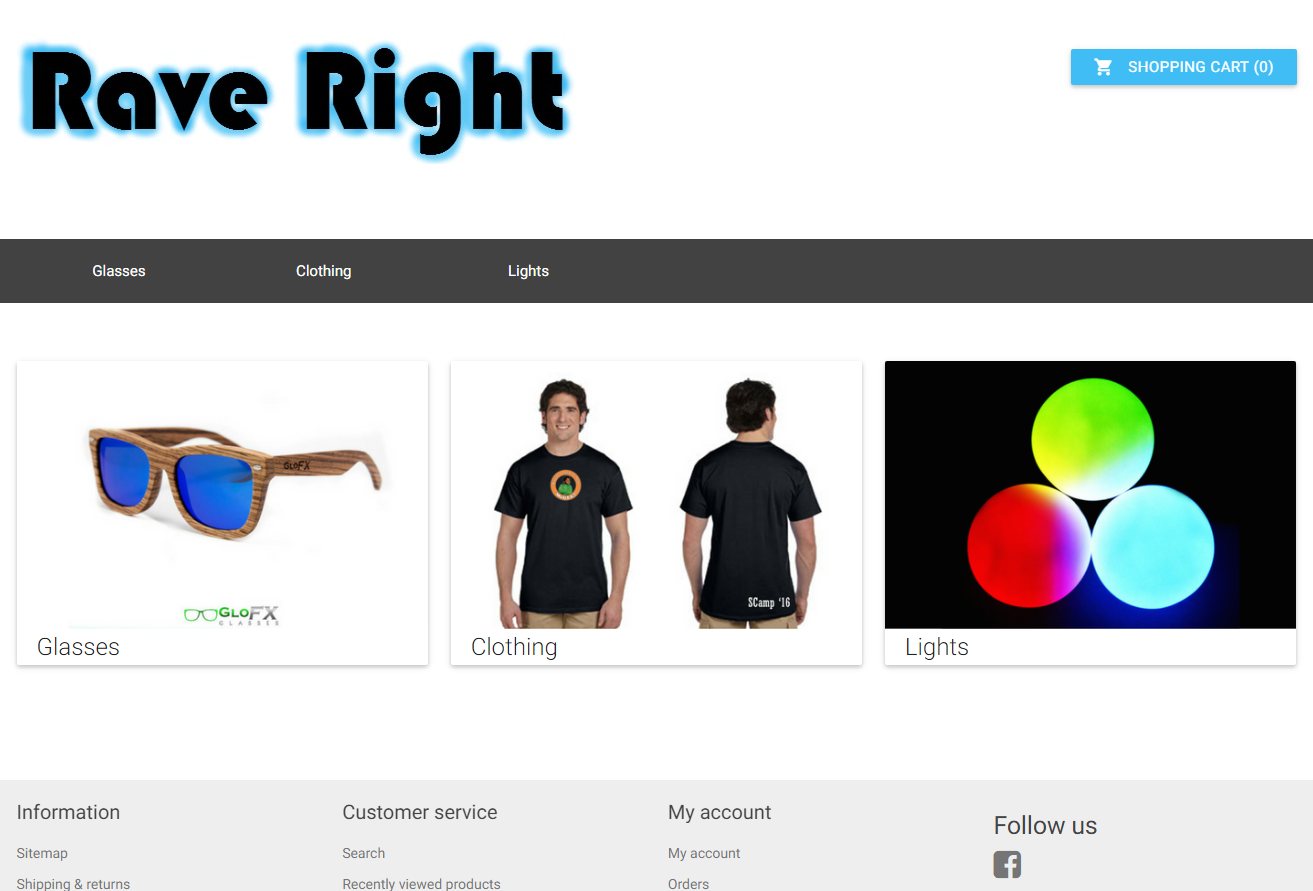 Rave Right
SHOPPING CART (0)
Glasses
Clothing
Lights
GloFX
GloFX
GLASSES
SCamp '16
Glasses
Clothing
Lights
Information
Customer service
My account
Follow us
Sitemap
Search
My account
Shipping & returns
Recently viewed products
Orders